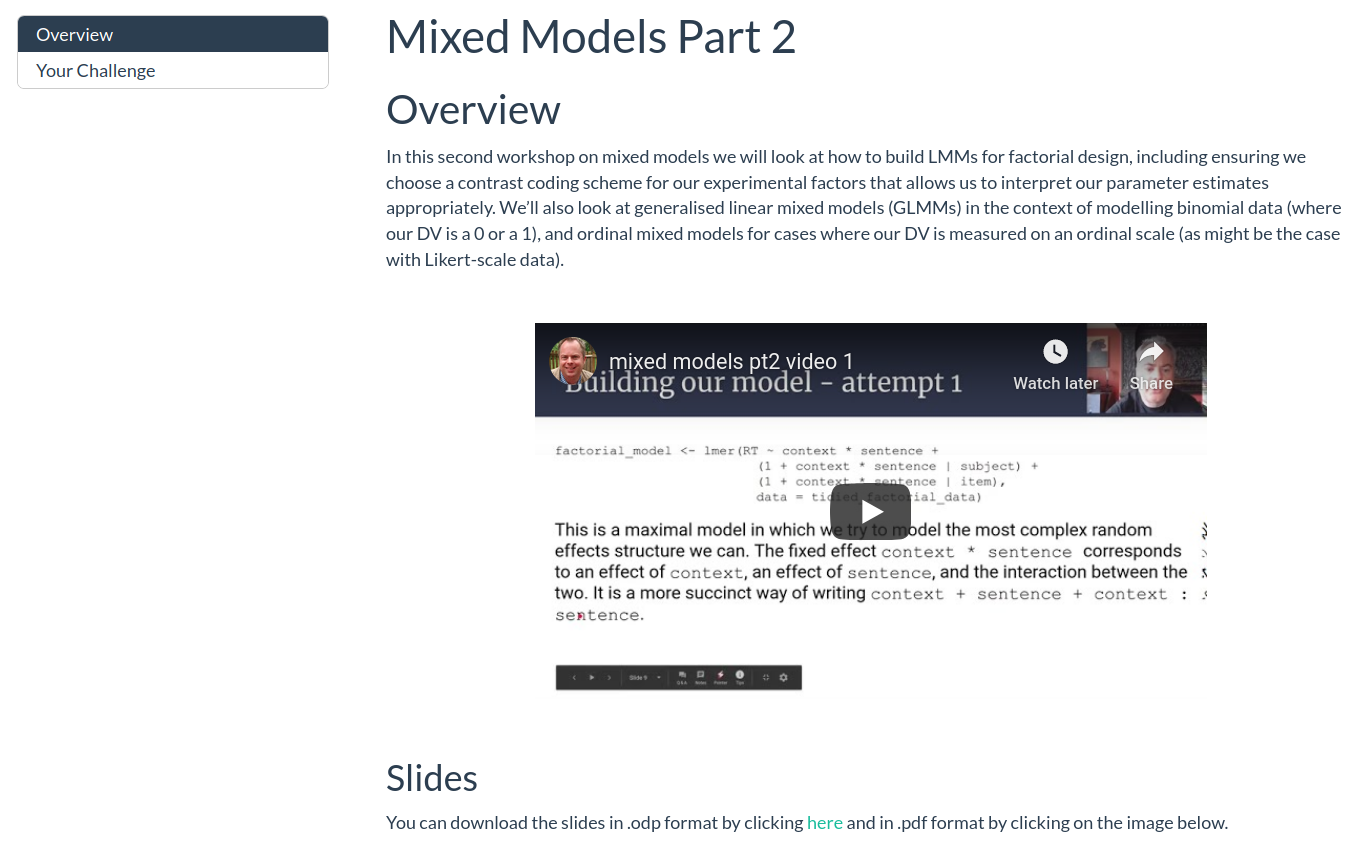 Overview
Your Challenge
Mixed Models Part 2
Overview
In this second workshop on mixed models we will look at how to build LMMs for factorial design, including ensuring we
choose a contrast coding scheme for our experimental factors that allows us to interpret our parameter estimates
appropriately. We'll also look at generalised linear mixed models (GLMMs) in the context of modelling binomial data (where
our DV is a 0 or a 1), and ordinal mixed models for cases where our DV is measured on an ordinal scale (as might be the case
with Likert-scale data).
mixed models pt2 video 1
Watch later
Share
Building our model – attempt 1
factorial_model <- lmer(RT ~ context * sentence +
(1 + context * sentence | subject) +
(1 + context * sentence | item),
data = tidied_factorial_data)
This is a maximal model in which we try to model the most complex random
effects structure we can. The fixed effect context * sentence corresponds
to an effect of context, an effect of sentence, and the interaction between the
two. It is a more succinct way of writing context + sentence + context :
sentence.
Slide 9
Q&A Notes Pointer Tips
Slides
You can download the slides in .odp format by clicking here and in .pdf format by clicking on the image below.